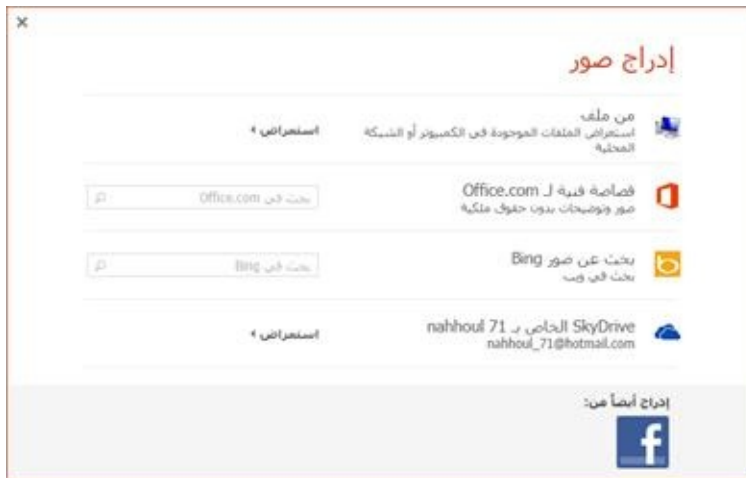 إدراج صور
من ملف
استعراض الملفات الموجودة في الكمبيوتر أو الشبكة
المحلية
استعراض
قصاصة فنية لـ Office.com
صور وتوضيحات بدون حقوق ملكية
بحث في Office.com
بحث عن صور Bing
بحث في ويب
بحث في Bing
SkyDrive الخاص بـ nahhoul 71
nahhoul_71@hotmail.com
استعراض
إدراج أيضاً من: